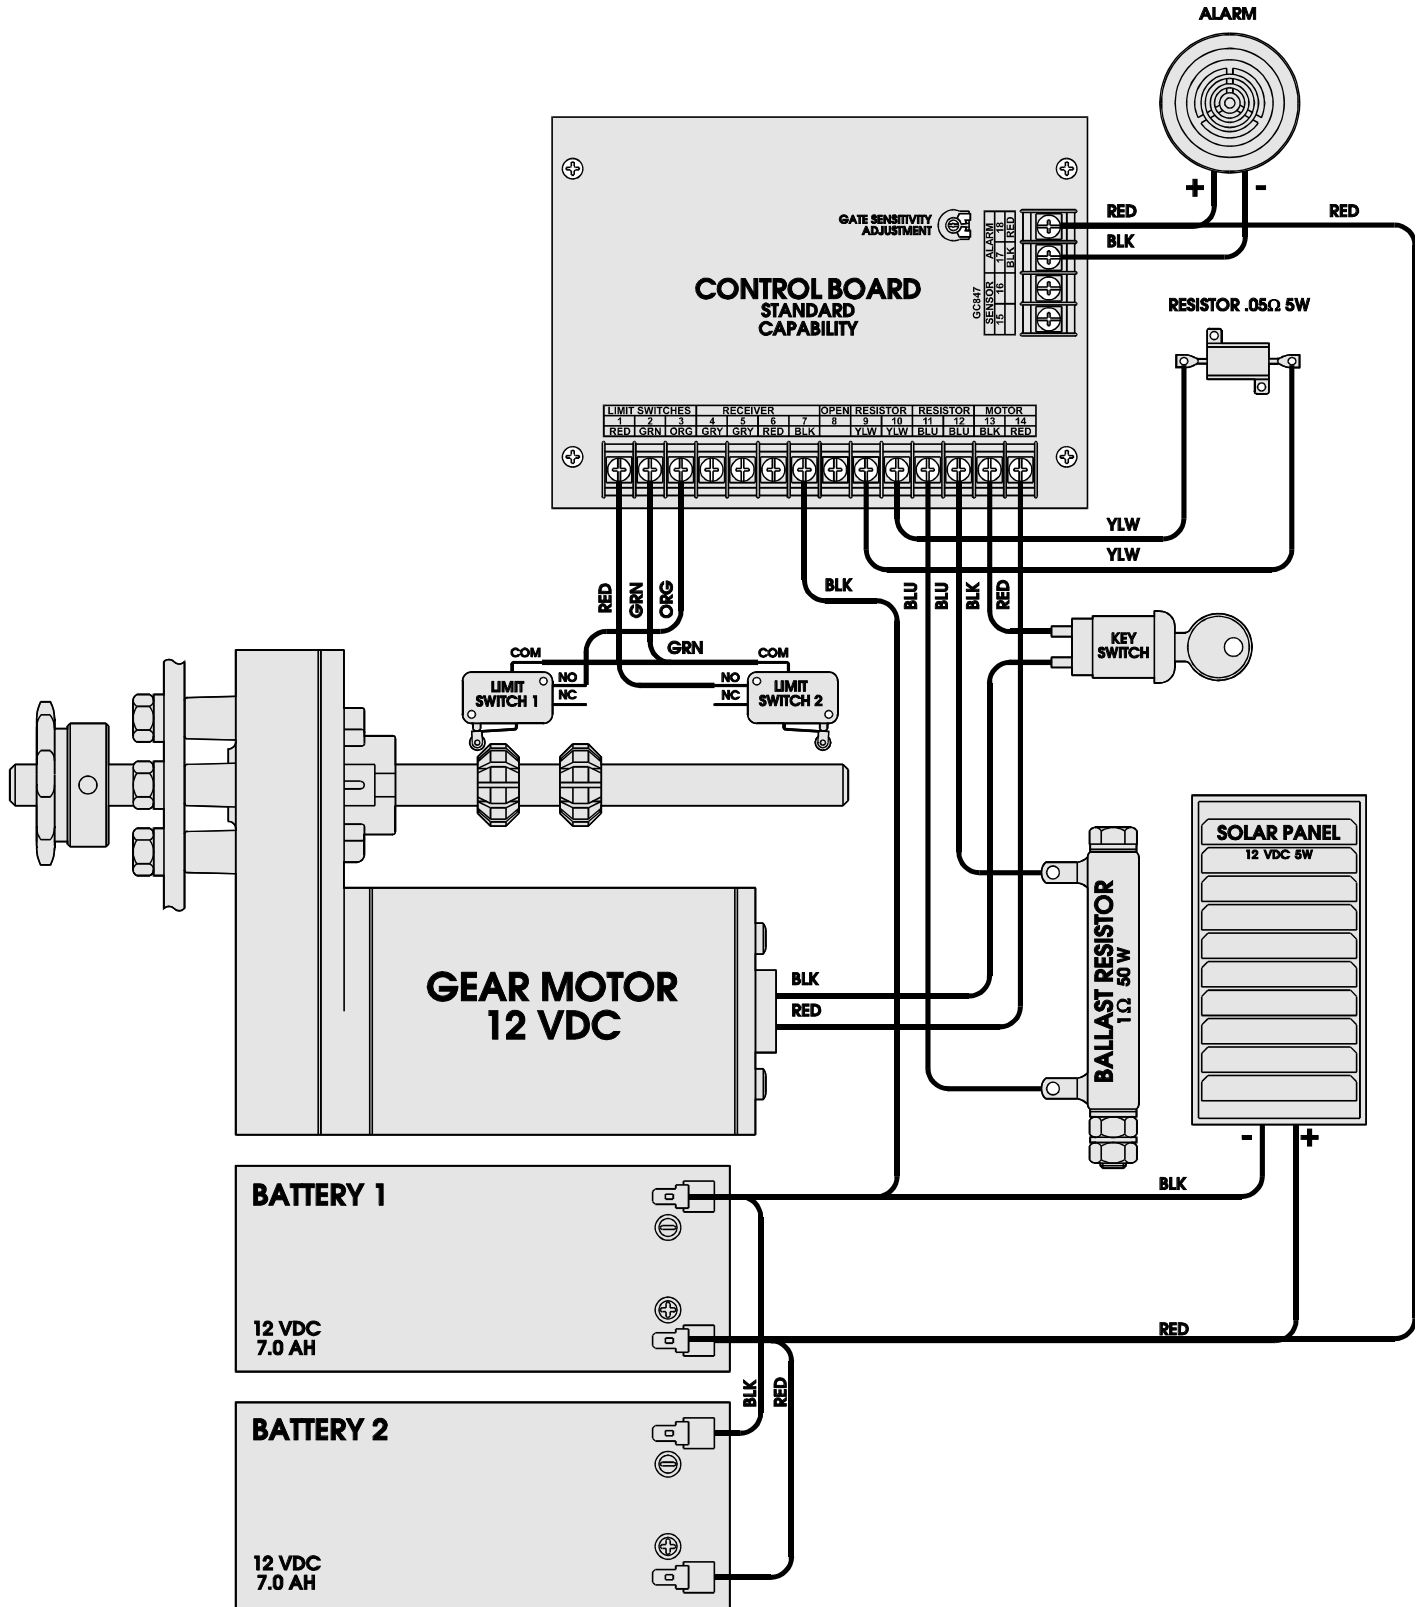 ALARM
+ -
RED
RED
BLK
GATE SENSITIVITY
ADJUSTMENT
GC847
SENSOR ALARM
15 16 17 18
BLK RED
CONTROL BOARD
STANDARD
CAPABILITY
RESISTOR .05Ω 5W
LIMIT SWITCHES RECEIVER OPEN RESISTOR RESISTOR MOTOR
1 2 3 4 5 6 7 8 9 10 11 12 13 14
RED GRN ORG GRY GRY RED BLK YLW YLW BLU BLU BLK RED
YLW
YLW
RED
GRN
ORG
BLK
BLU
BLU
BLK
RED
KEY
SWITCH
GRN
COM
NO
NC
LIMIT
SWITCH 1
COM
NO
NC
LIMIT
SWITCH 2
SOLAR PANEL
12 VDC 5W
- +
BALLAST RESISTOR
1Ω 50 W
GEAR MOTOR
12 VDC
BLK
RED
BATTERY 1
12 VDC
7.0 AH
BLK
RED
BLK
RED
BATTERY 2
12 VDC
7.0 AH